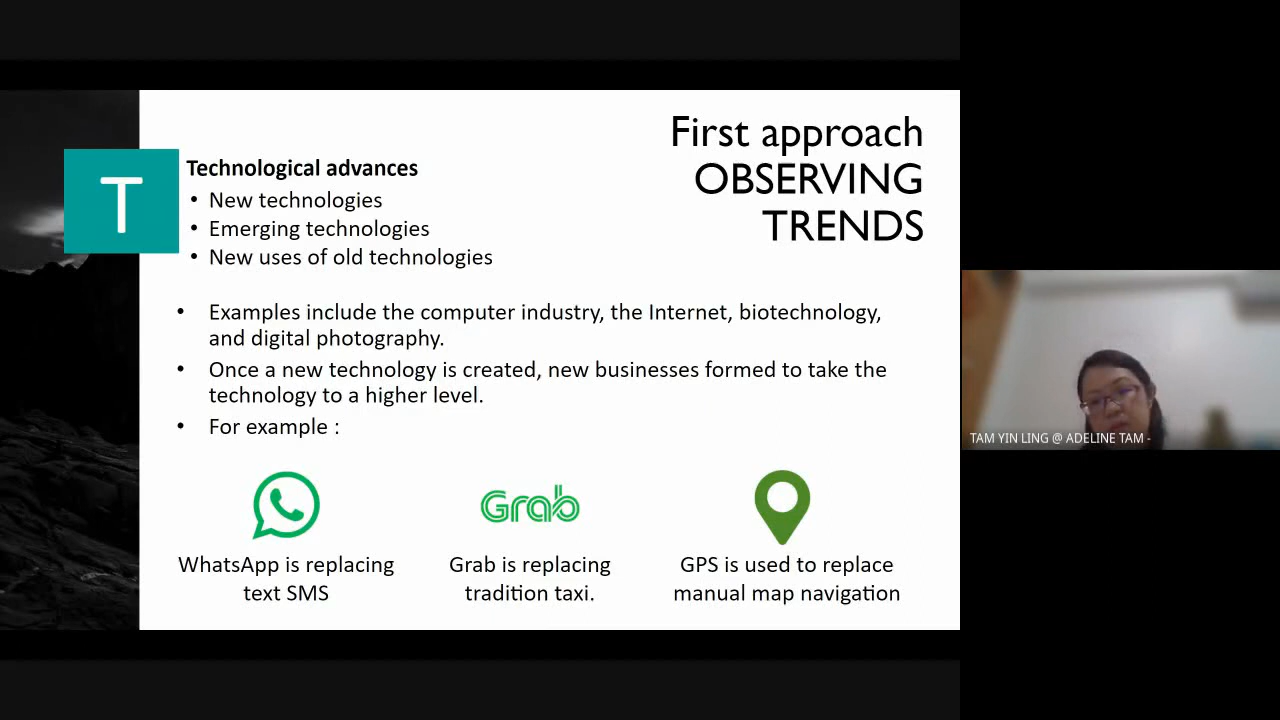 First approach
OBSERVING
TRENDS
T
Technological advances
• New technologies
• Emerging technologies
• New uses of old technologies
• Examples include the computer industry, the Internet, biotechnology,
and digital photography.
• Once a new technology is created, new businesses formed to take the
technology to a higher level.
• For example :
Grab
WhatsApp is replacing
text SMS
Grab is replacing
tradition taxi.
GPS is used to replace
manual map navigation
TAM YIN LING @ ADELINE TAM -